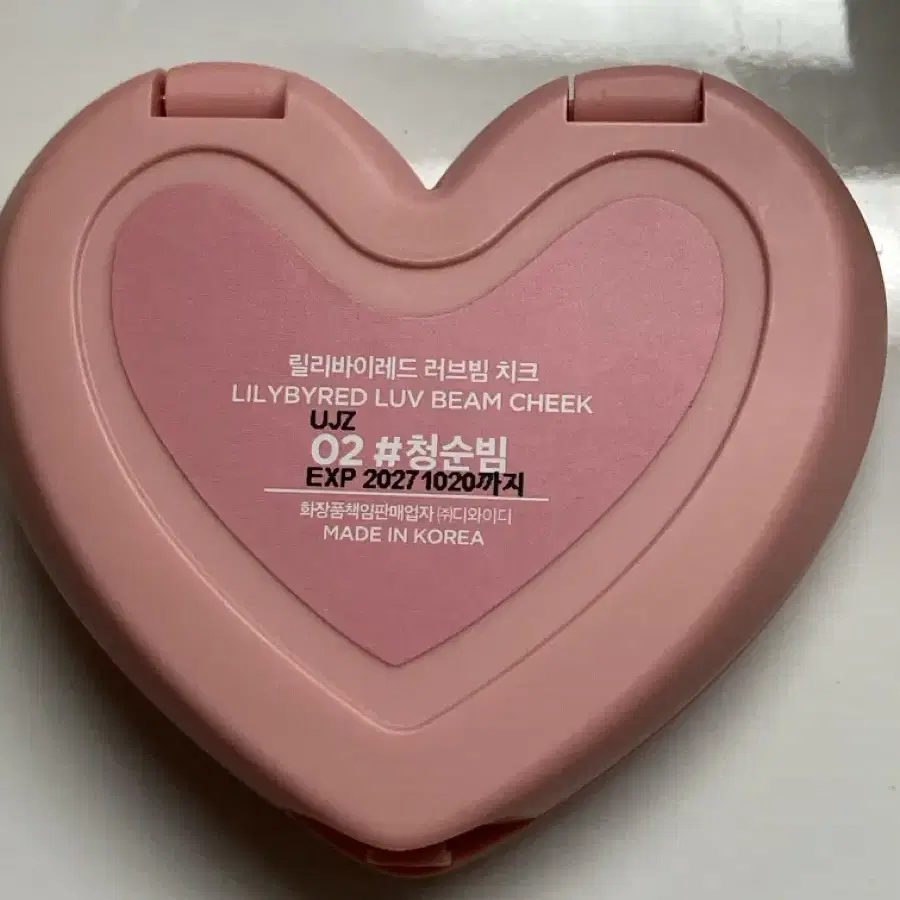 릴리바이레드 러브빔 치크
LILYBYRED LUV BEAM CHEEK
UJZ
02 #청순빔
EXP 20271020까지
화장품책임판매업자 ㈜디와이디
MADE IN KOREA